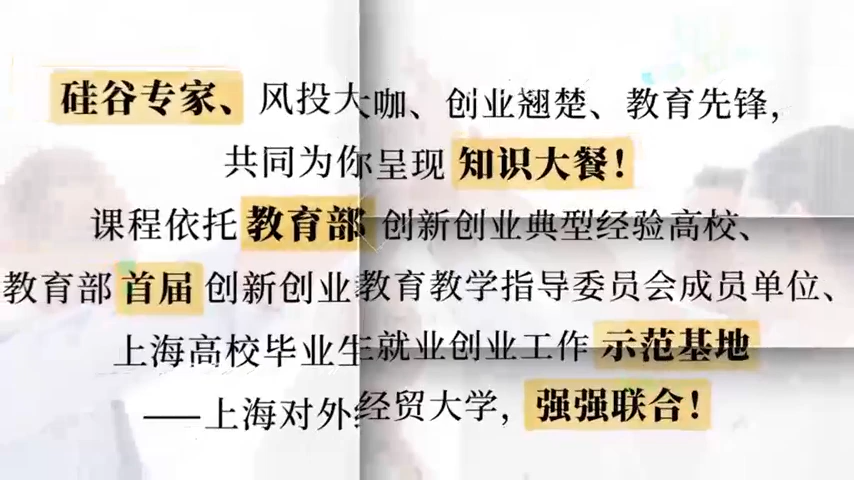 硅谷专家、风投大咖、创业翘楚、教育先锋，
共同为你呈现 知识大餐！
课程依托 教育部 创新创业典型经验高校、
教育部 首届 创新创业教育教学指导委员会成员单位、
上海高校毕业生就业创业工作 示范基地
——上海对外经贸大学，强强联合！